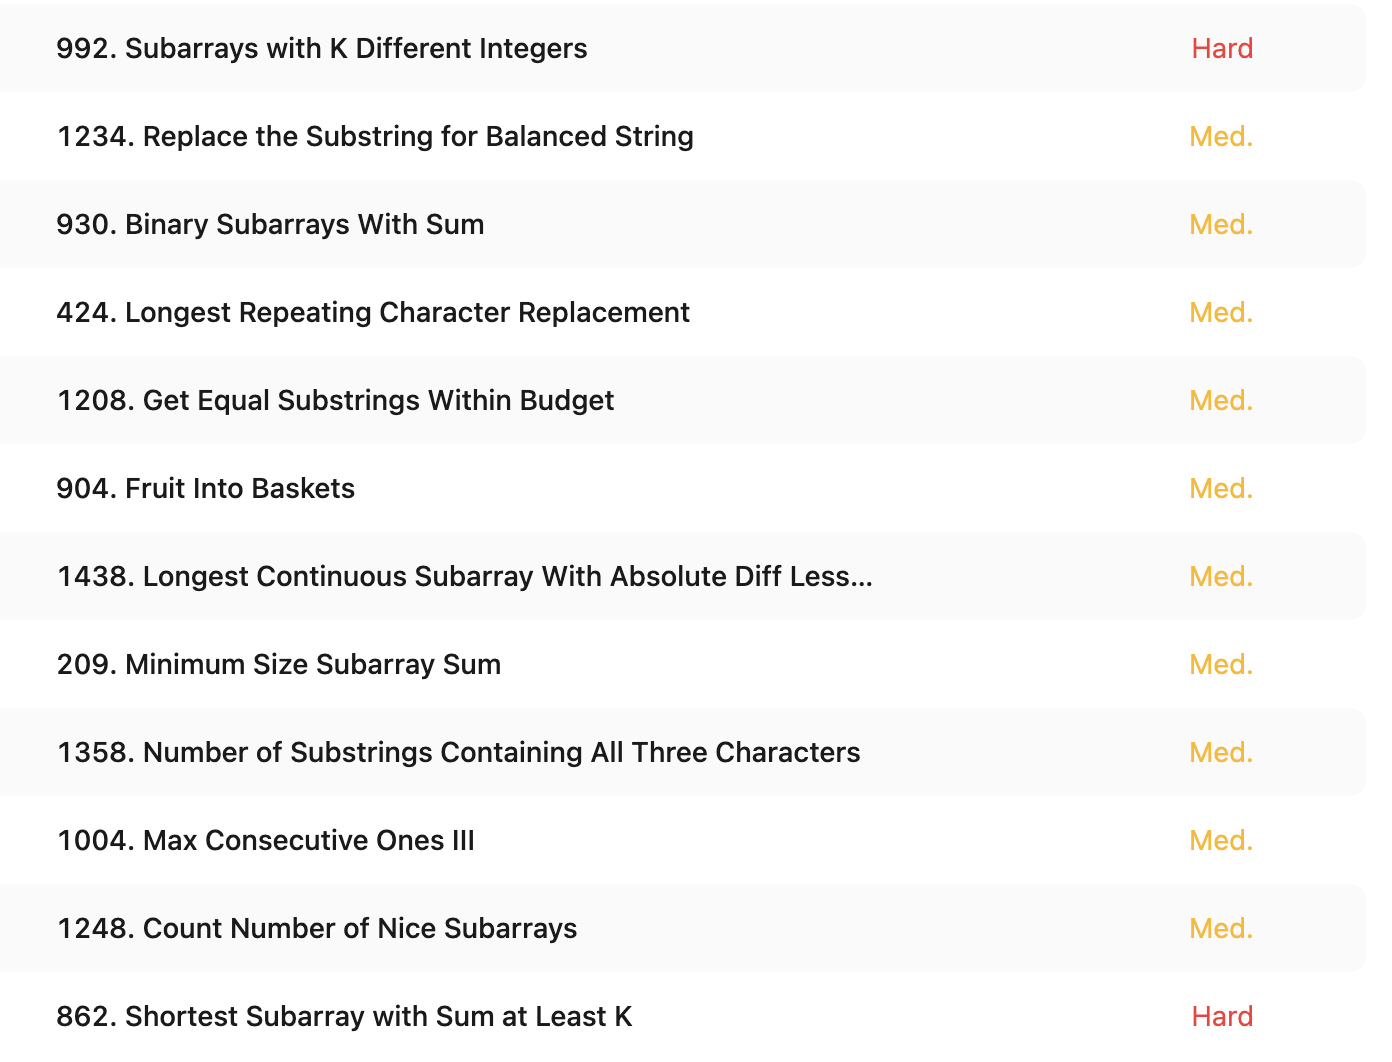 992. Subarrays with K Different Integers Hard
1234. Replace the Substring for Balanced String Med.
930. Binary Subarrays With Sum Med.
424. Longest Repeating Character Replacement Med.
1208. Get Equal Substrings Within Budget Med.
904. Fruit Into Baskets Med.
1438. Longest Continuous Subarray With Absolute Diff Less... Med.
209. Minimum Size Subarray Sum Med.
1358. Number of Substrings Containing All Three Characters Med.
1004. Max Consecutive Ones III Med.
1248. Count Number of Nice Subarrays Med.
862. Shortest Subarray with Sum at Least K Hard